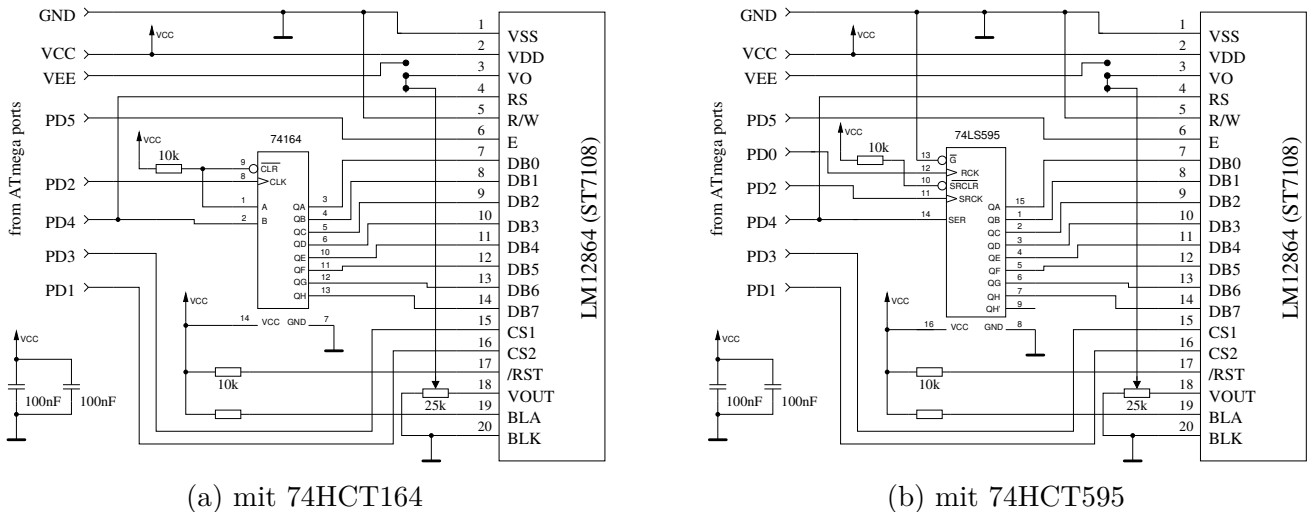 GND
VCC
VCC
VEE
PD5
PD2
PD4
PD3
PD1
from ATmega ports
VCC
10k
74164
9 CLR
8 CLK
1 A
2 B
QA 3
QB 4
QC 5
QD 6
QE 10
QF 11
QG 12
QH 13
14 VCC GND 7
VCC
VCC
100nF 100nF
10k
25k
1 VSS
2 VDD
3 VO
4 RS
5 R/W
6 E
7 DB0
8 DB1
9 DB2
10 DB3
11 DB4
12 DB5
13 DB6
14 DB7
15 CS1
16 CS2
17 /RST
18 VOUT
19 BLA
20 BLK
LM12864 (ST7108)
(a) mit 74HCT164
GND
VCC
VCC
VEE
PD5
PD0
PD2
PD4
PD3
PD1
from ATmega ports
VCC
10k
74LS595
13 G
12 RCK
10 SRCLR
11 SRCK
14 SER
QA 15
QB 1
QC 2
QD 3
QE 4
QF 5
QG 6
QH 7
QH' 9
16 VCC GND 8
VCC
VCC
100nF 100nF
10k
25k
1 VSS
2 VDD
3 VO
4 RS
5 R/W
6 E
7 DB0
8 DB1
9 DB2
10 DB3
11 DB4
12 DB5
13 DB6
14 DB7
15 CS1
16 CS2
17 /RST
18 VOUT
19 BLA
20 BLK
LM12864 (ST7108)
(b) mit 74HCT595